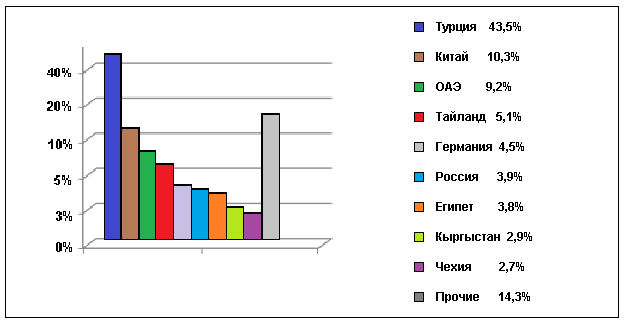 40%
20%
10%
5%
3%
0%
Турция 43,5%
Китай 10,3%
ОАЭ 9,2%
Тайланд 5,1%
Германия 4,5%
Россия 3,9%
Египет 3,8%
Кыргыстан 2,9%
Чехия 2,7%
Прочие 14,3%